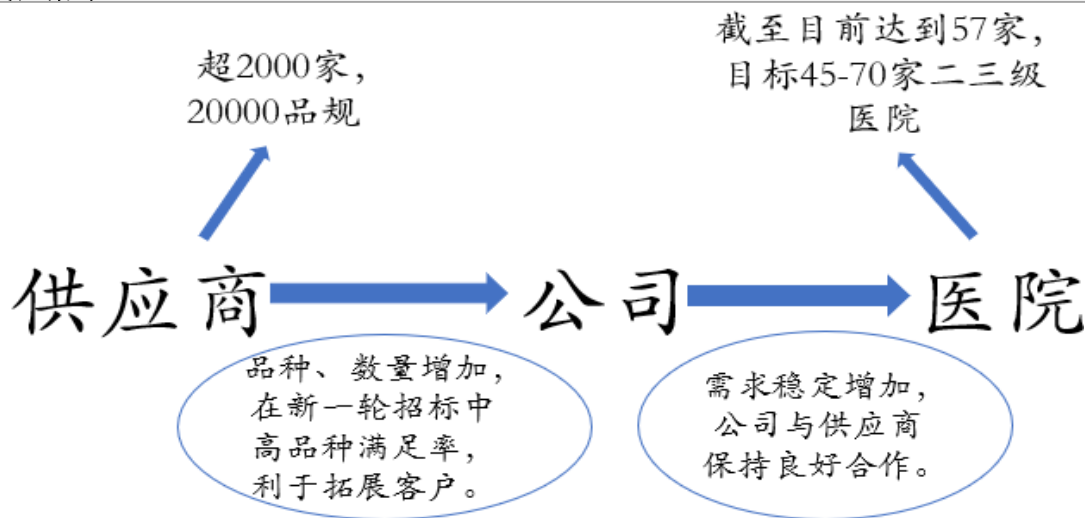 超2000家，
20000品规
截至目前达到57家，
目标45-70家二三级
医院
供应商
公司
医院
品种、数量增加，
在新一轮招标中
高品种满足率，
利于拓展客户。
需求稳定增加，
公司与供应商
保持良好合作。